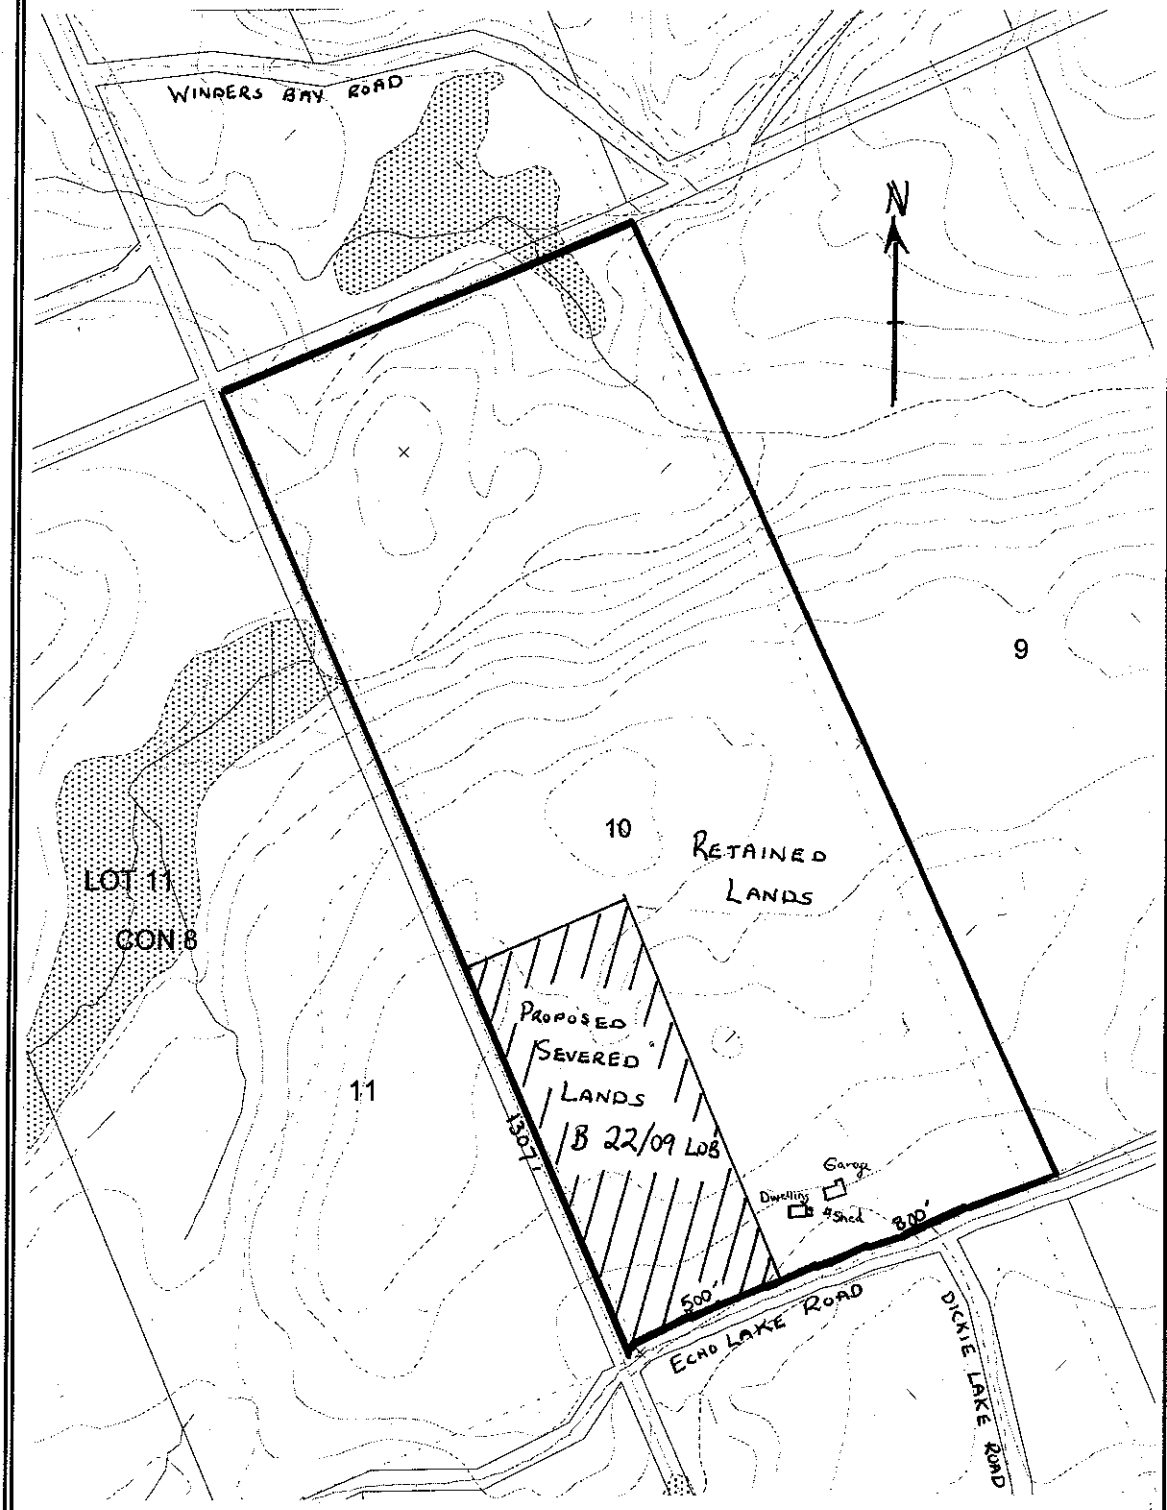 WINDERS BAY ROAD
N
9
10
RETAINED
LANDS
LOT 11
CON 8
PROPOSED
SEVERED
LANDS
B 22/09 LOB
11
1307'
Garage
Dwelling
Shed
800'
500'
ECHO LAKE ROAD
DICKIE LAKE ROAD